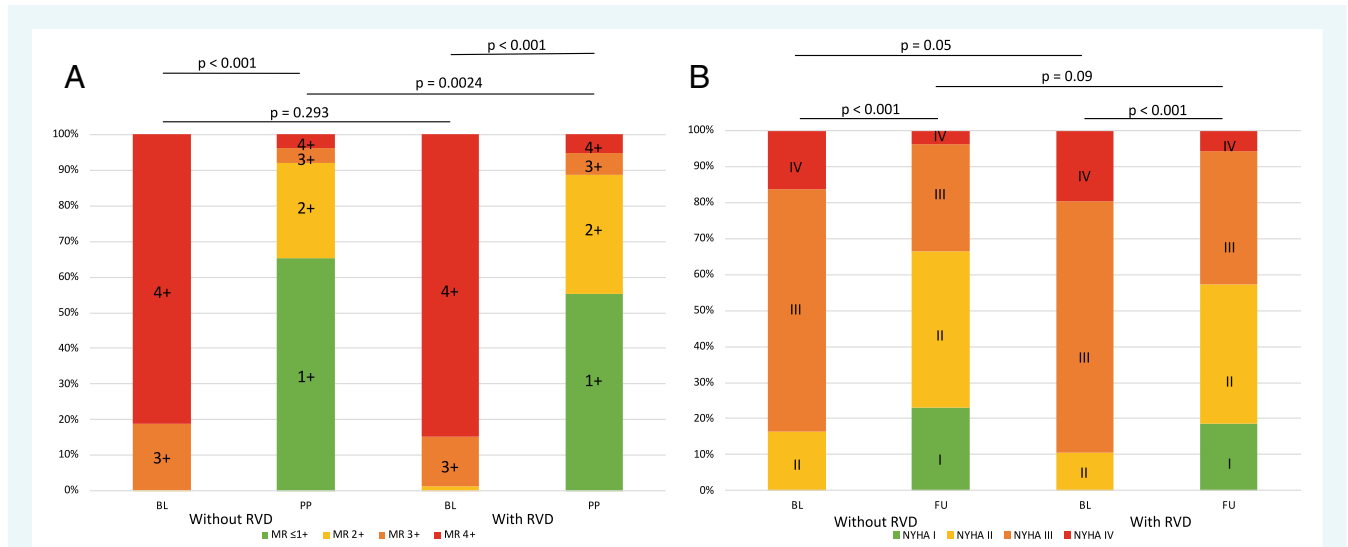 A
p < 0.001
p < 0.001
p = 0.0024
p = 0.293
100%
90%
80%
70%
60%
50%
40%
30%
20%
10%
0%
4+
3+
4+
3+
2+
1+
4+
3+
4+
3+
2+
1+
BL
PP
BL
PP
Without RVD
With RVD
MR ≤1+
MR 2+
MR 3+
MR 4+
B
p = 0.05
p = 0.09
p < 0.001
p < 0.001
100%
90%
80%
70%
60%
50%
40%
30%
20%
10%
0%
IV
III
II
IV
III
II
I
IV
III
II
IV
III
II
I
BL
FU
BL
FU
Without RVD
With RVD
NYHA I
NYHA II
NYHA III
NYHA IV